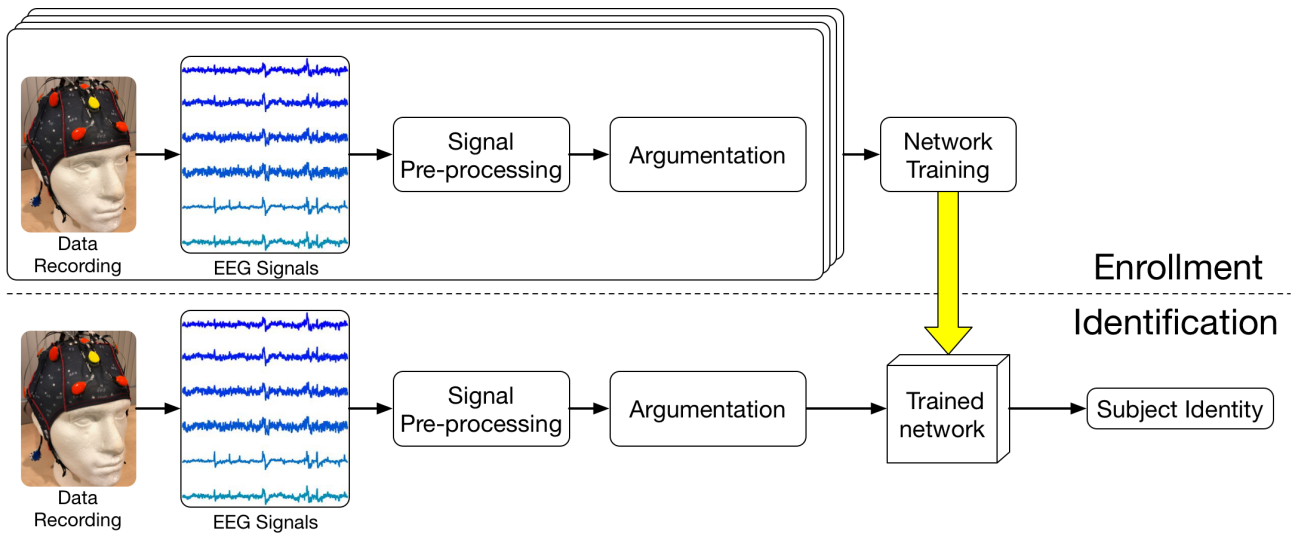 Data
Recording
EEG Signals
Signal
Pre-processing
Argumentation
Network
Training
Enrollment
Identification
Data
Recording
EEG Signals
Signal
Pre-processing
Argumentation
Trained
network
Subject Identity